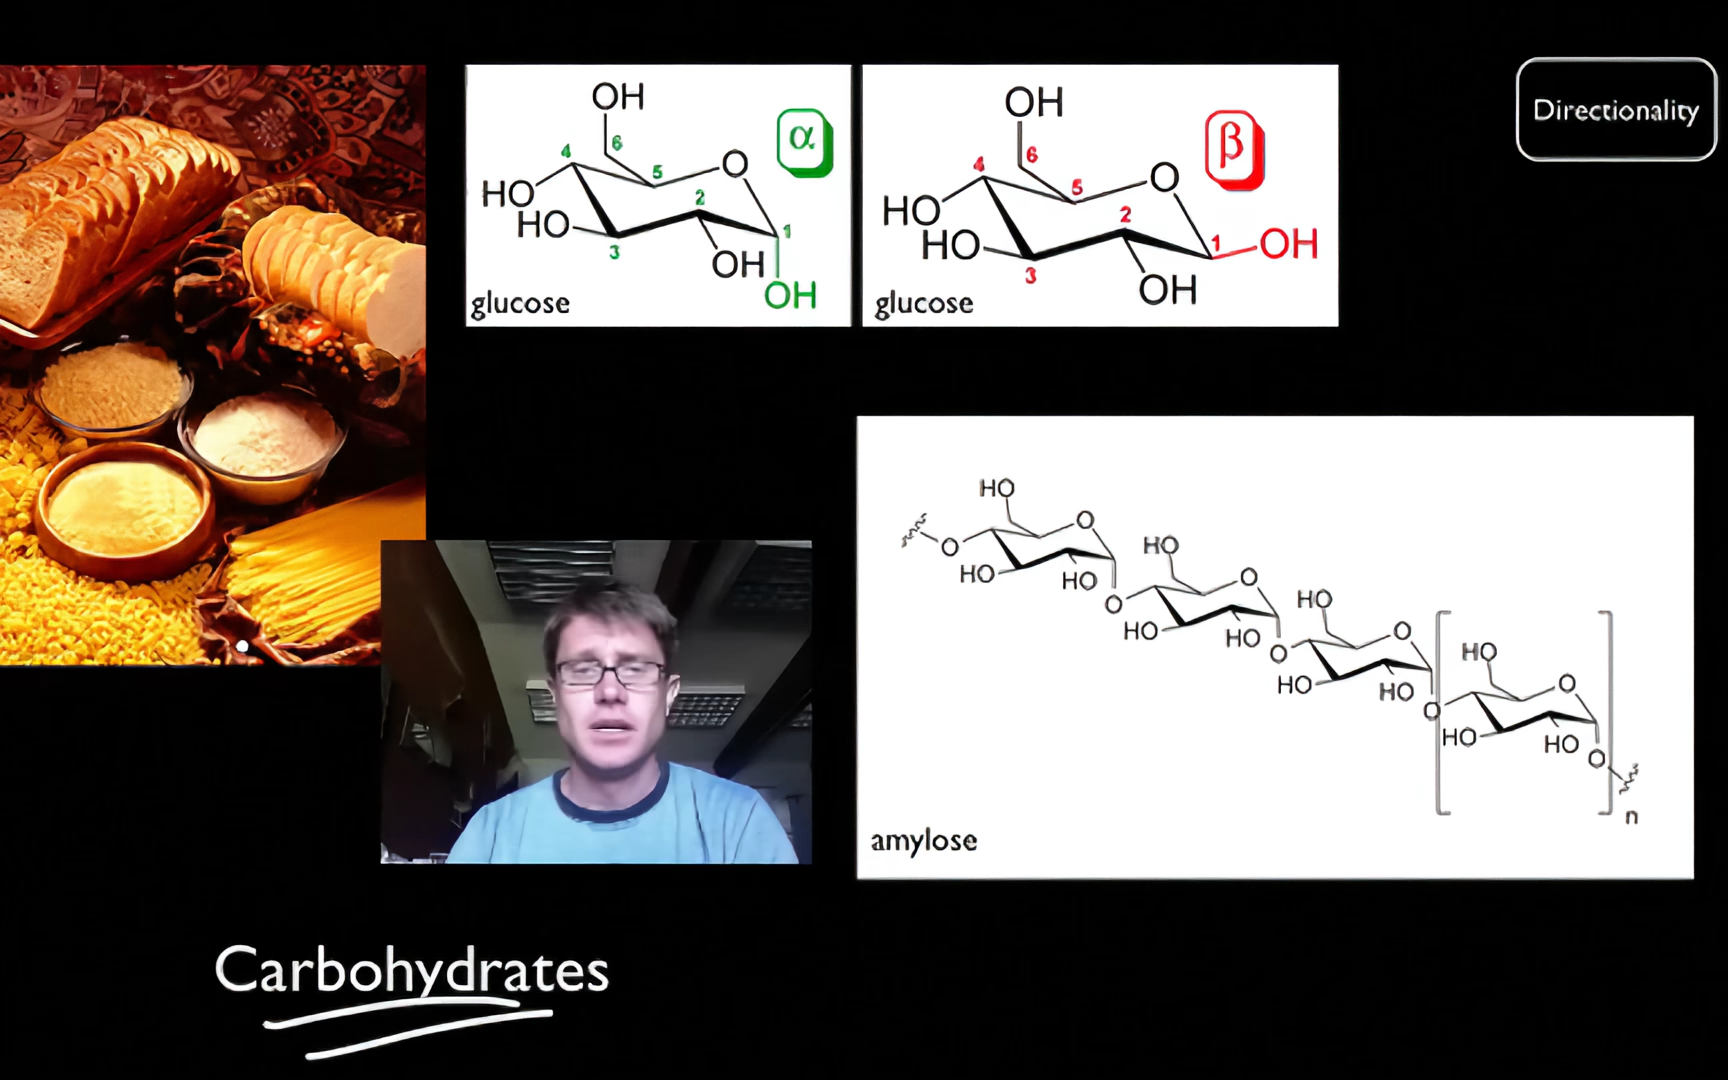 OH
6
4
5
O
α
HO
HO
2
1
3
OH
OH
glucose
OH
6
4
5
O
β
HO
HO
2
1
OH
3
OH
glucose
Directionality
HO
O
O
HO
HO
O
HO
O
HO
HO
O
HO
O
HO
HO
O
HO
O
HO
HO
O
n
amylose
Carbohydrates